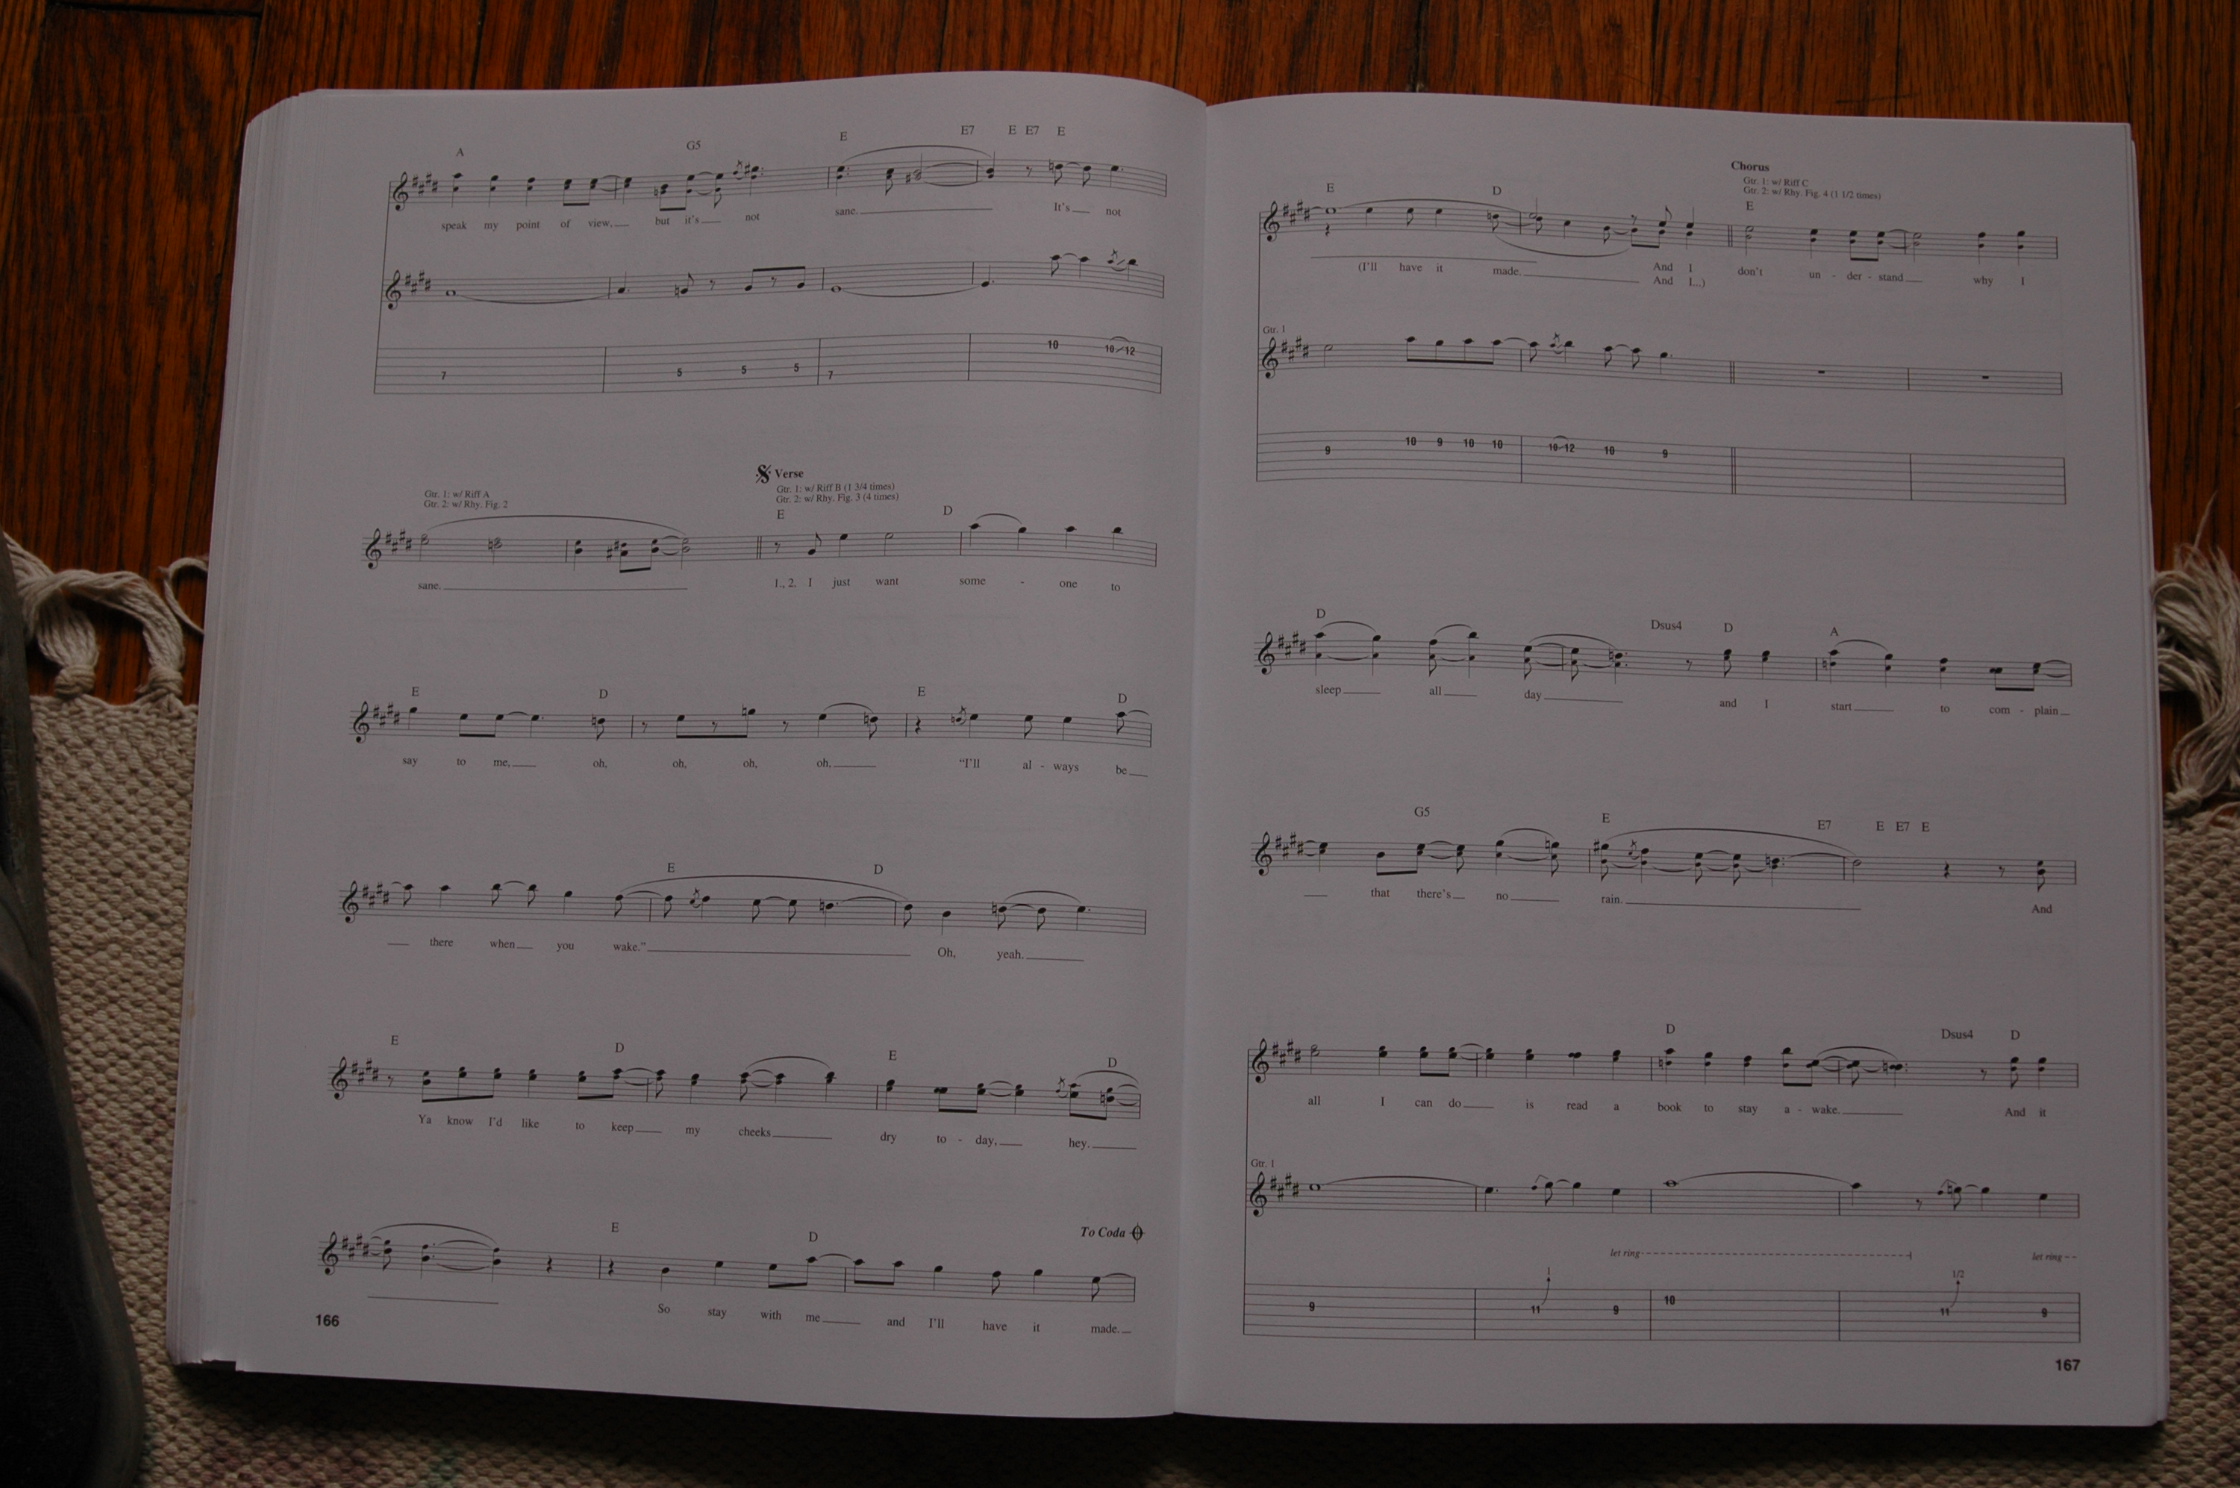 A G5 E E7 E E7 E
speak my point of view, but it's not sane. It's not
10 10 12
7 5 5 5 7
Gtr. 1: w/ Riff A
Gtr. 2: w/ Rhy. Fig. 2
Verse
Gtr. 1: w/ Riff B (1 3/4 times)
Gtr. 2: w/ Rhy. Fig. 3 (4 times)
E D
sane. 1., 2. I just want some - one to
E D E D
say to me, oh, oh, oh, oh, "I'll al - ways be
E D
there when you wake." Oh, yeah.
E D E D
Ya know I'd like to keep my cheeks dry to - day, hey.
To Coda
E D
So stay with me and I'll have it made.
166
Chorus
Gtr. 1: w/ Riff C
Gtr. 2: w/ Rhy. Fig. 4 (1 1/2 times)
E D E
(I'll have it made. And I don't un - der - stand why I
And I...)
Gtr. 1
9 10 9 10 10 10 12 10 9
D Dsus4 D A
sleep all day and I start to com - plain
G5 E E7 E E7 E
that there's no rain. And
D Dsus4 D
all I can do is read a book to stay a - wake. And it
Gtr. 1
let ring let ring
1 1/2
9 11 9 10 11 9
167